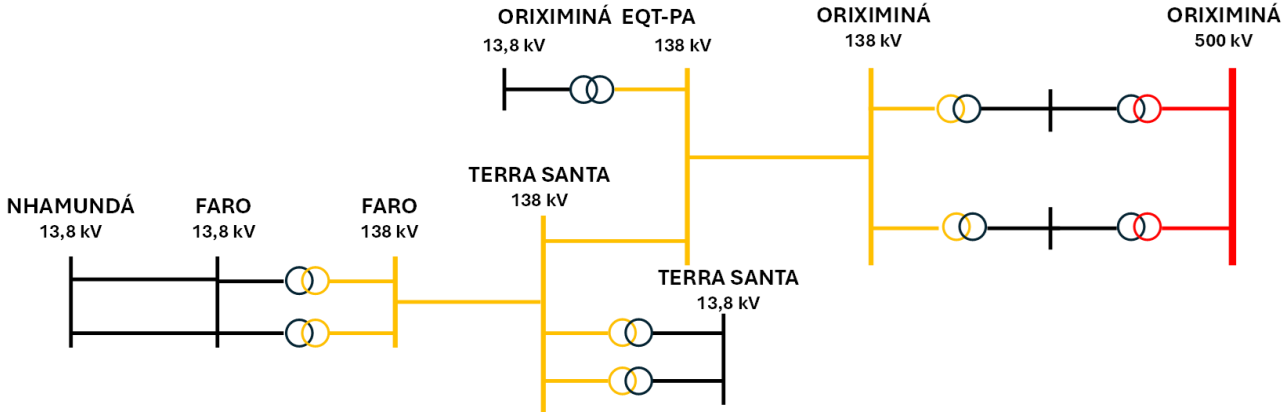 ORIXIMINÁ EQT-PA
13,8 kV
138 kV
ORIXIMINÁ
138 kV
ORIXIMINÁ
500 kV
TERRA SANTA
138 kV
NHAMUNDÁ
13,8 kV
FARO
13,8 kV
FARO
138 kV
TERRA SANTA
13,8 kV